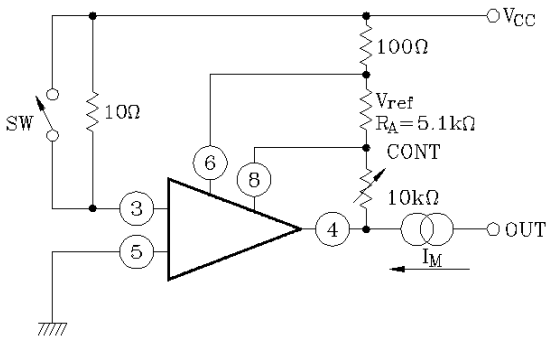 VCC
100Ω
10Ω
SW
Vref
RA=5.1kΩ
CONT
6
8
10kΩ
3
4
OUT
5
IM